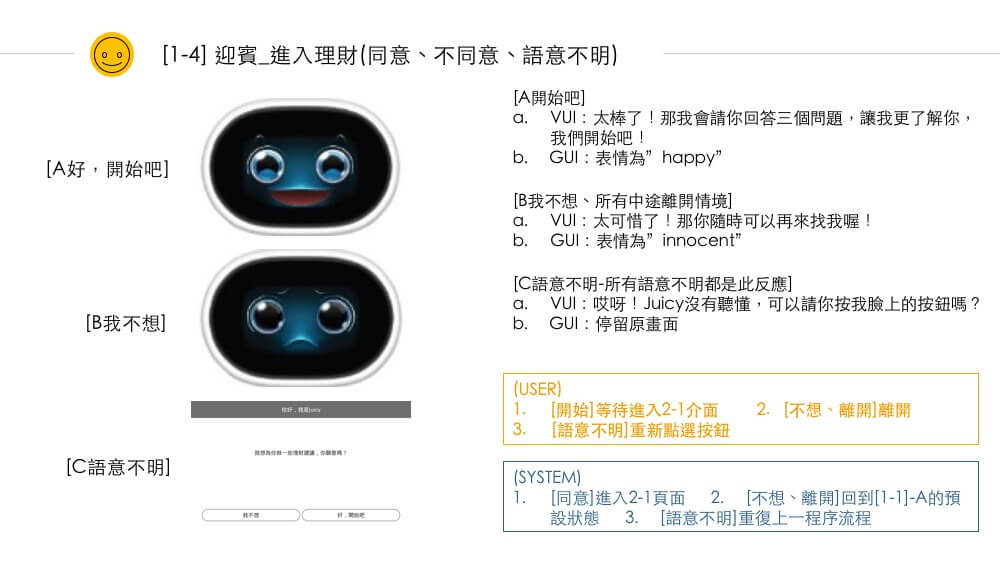 [1-4] 迎賓_進入理財(同意、不同意、語意不明)
[A好，開始吧]
[B我不想]
你好，我是juicy
我想為你做一些理財建議，你願意嗎？
[C語意不明]
我不想
好，開始吧
[A開始吧]
a. VUI：太棒了！那我會請你回答三個問題，讓我更了解你，
我們開始吧！
b. GUI：表情為”happy”
[B我不想、所有中途離開情境]
a. VUI：太可惜了！那你隨時可以再來找我喔！
b. GUI：表情為”innocent”
[C語意不明-所有語意不明都是此反應]
a. VUI：哎呀！Juicy沒有聽懂，可以請你按我臉上的按鈕嗎？
b. GUI：停留原畫面
(USER)
1. [開始]等待進入2-1介面 2. [不想、離開]離開
3. [語意不明]重新點選按鈕
(SYSTEM)
1. [同意]進入2-1頁面 2. [不想、離開]回到[1-1]-A的預
設狀態 3. [語意不明]重復上一程序流程